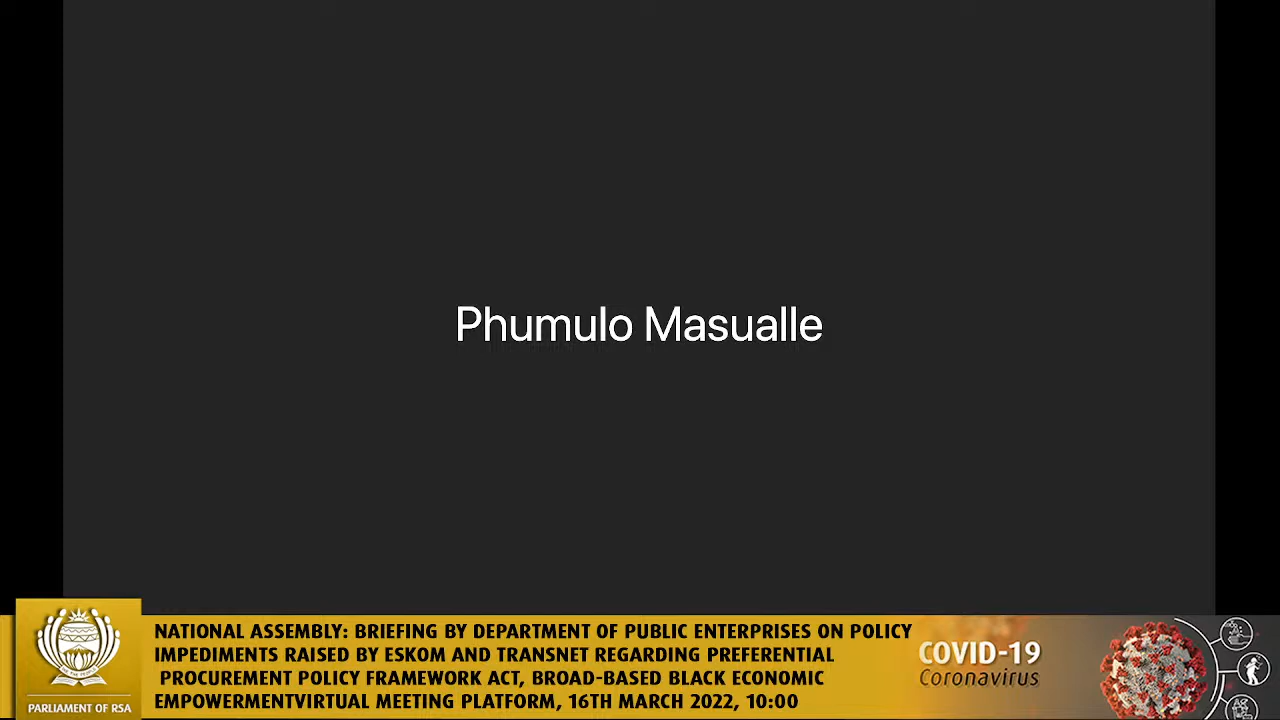 Phumulo Masualle
NATIONAL ASSEMBLY: BRIEFING BY DEPARTMENT OF PUBLIC ENTERPRISES ON POLICY
IMPEDIMENTS RAISED BY ESKOM AND TRANSNET REGARDING PREFERENTIAL
PROCUREMENT POLICY FRAMEWORK ACT, BROAD-BASED BLACK ECONOMIC
EMPOWERMENTVIRTUAL MEETING PLATFORM, 16TH MARCH 2022, 10:00
PARLIAMENT OF RSA
COVID-19
Coronavirus